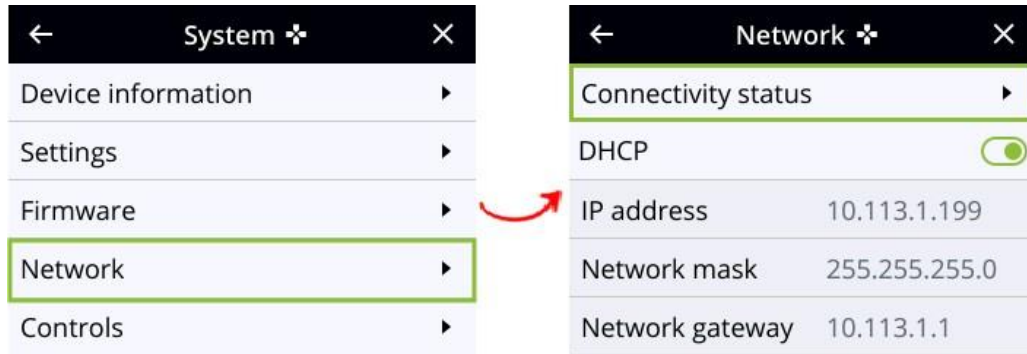 System
Device information
Settings
Firmware
Network
Controls
Network
Connectivity status
DHCP
IP address 10.113.1.199
Network mask 255.255.255.0
Network gateway 10.113.1.1